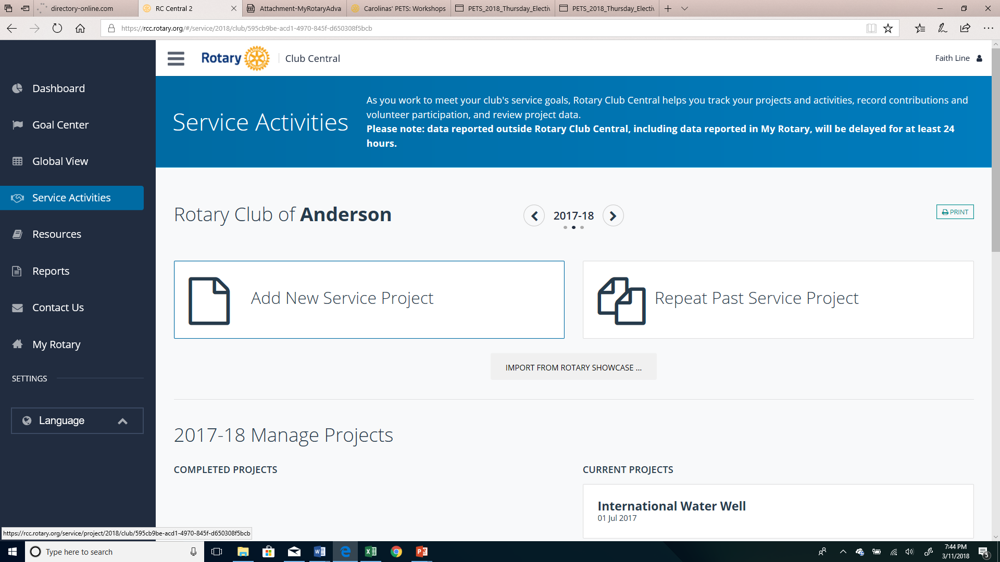 directory-online.com
RC Central 2
Attachment-MyRotaryAdva
Carolinas' PETS: Workshops
PETS_2018_Thursday_Electiv
PETS_2018_Thursday_Electiv
https://rcc.rotary.org/#/service/2018/club/595cb9be-acd1-4970-845f-d650308f5bcb
Dashboard
Goal Center
Global View
Service Activities
Resources
Reports
Contact Us
My Rotary
SETTINGS
Language
Rotary
Club Central
Faith Line
Service Activities
As you work to meet your club's service goals, Rotary Club Central helps you track your projects and activities, record contributions and
volunteer participation, and review project data.
Please note: data reported outside Rotary Club Central, including data reported in My Rotary, will be delayed for at least 24
hours.
Rotary Club of Anderson
2017-18
PRINT
Add New Service Project
Repeat Past Service Project
IMPORT FROM ROTARY SHOWCASE ...
2017-18 Manage Projects
COMPLETED PROJECTS
CURRENT PROJECTS
International Water Well
01 Jul 2017
https://rcc.rotary.org/service/project/2018/club/595cb9be-acd1-4970-845f-d650308f5bcb
Type here to search
7:44 PM
3/11/2018
5